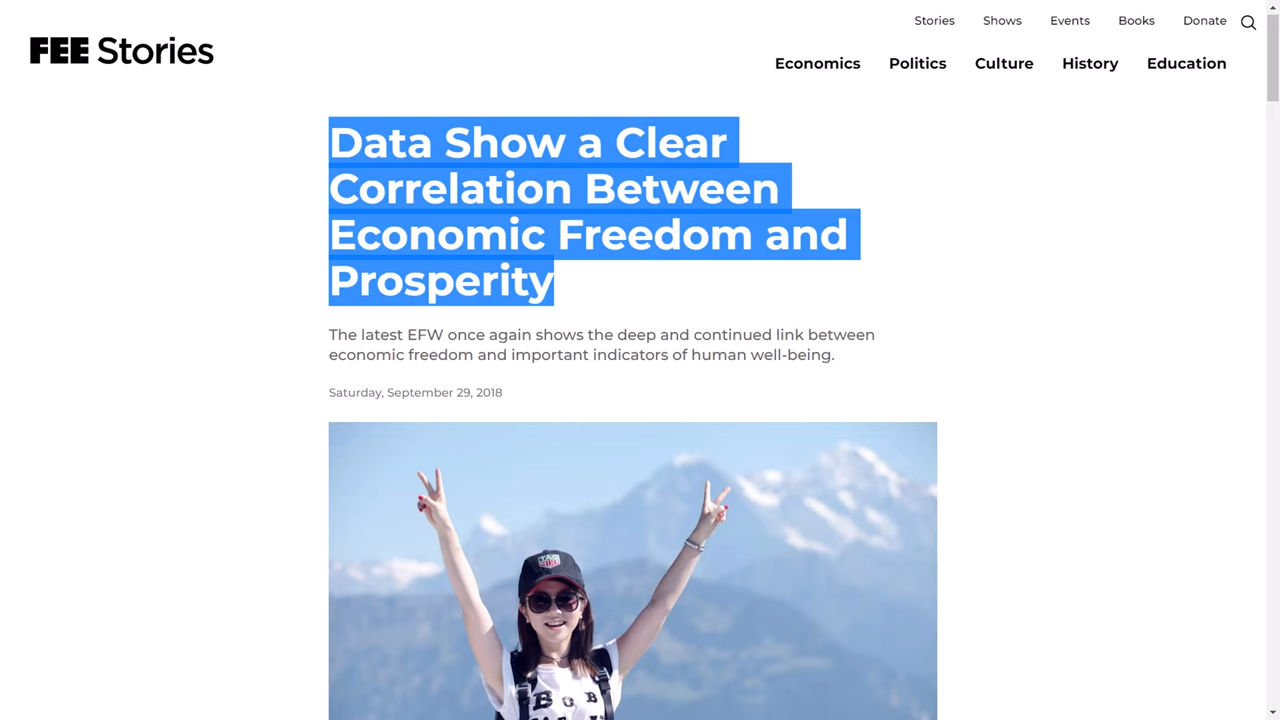 Stories Shows Events Books Donate
FEE Stories
Economics Politics Culture History Education
Data Show a Clear
Correlation Between
Economic Freedom and
Prosperity
The latest EFW once again shows the deep and continued link between
economic freedom and important indicators of human well-being.
Saturday, September 29, 2018
TAG
B O B